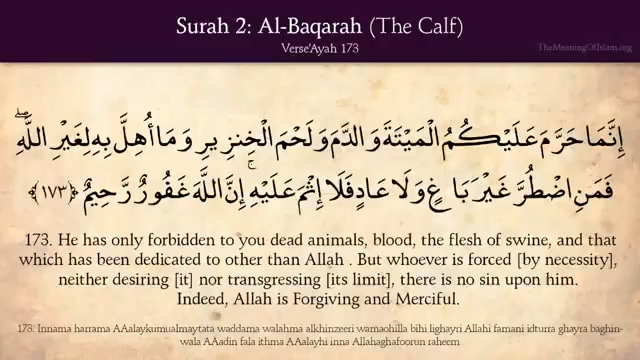 Surah 2: Al-Baqarah (The Calf)
Verse'Ayah 173
TheMeaningOfIslam.org
إِنَّمَا حَرَّمَ عَلَيْكُمُ الْمَيْتَةَ وَالدَّمَ وَلَحْمَ الْخِنزِيرِ وَمَا أُهِلَّ بِهِ لِغَيْرِ اللَّهِ ۖ
فَمَنِ اضْطُرَّ غَيْرَ بَاغٍ وَلَا عَادٍ فَلَا إِثْمَ عَلَيْهِ ۚ إِنَّ اللَّهَ غَفُورٌ رَّحِيمٌ ﴿١٧٣﴾
173. He has only forbidden to you dead animals, blood, the flesh of swine, and that
which has been dedicated to other than Allah . But whoever is forced [by necessity],
neither desiring [it] nor transgressing [its limit], there is no sin upon him.
Indeed, Allah is Forgiving and Merciful.
173. Innama harrama AAalaykumualmaytata waddama walahma alkhinzeeri wamaohilla bihi lighayri Allahi famani idturra ghayra baghin-
wala AAadin fala ithma AAalayhi inna Allahaghafoorun raheem